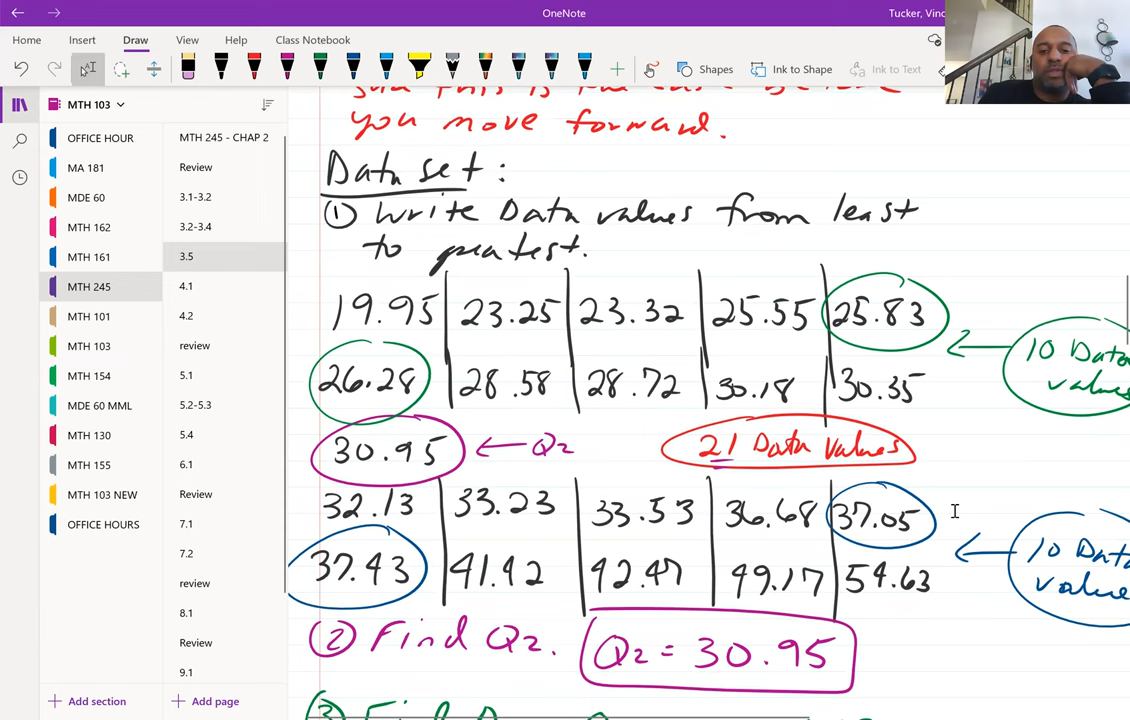 OneNote
Tucker, Vinc
Home Insert Draw View Help Class Notebook
Shapes Ink to Shape Ink to Text
MTH 103
OFFICE HOUR
MA 181
MDE 60
MTH 162
MTH 161
MTH 245
MTH 101
MTH 103
MTH 154
MDE 60 MML
MTH 130
MTH 155
MTH 103 NEW
OFFICE HOURS
Add section
MTH 245 - CHAP 2
Review
3.1-3.2
3.2-3.4
3.5
4.1
4.2
review
5.1
5.2-5.3
5.4
6.1
Review
7.1
7.2
review
8.1
Review
9.1
Add page
you move forward.
Data set:
① Write Data values from least
to greatest.
19.95 23.25 23.32 25.55 25.83
26.28 28.58 28.72 30.18 30.35
10 Data
values
30.95 ← Q2 21 Data values
32.13 33.23 33.53 36.68 37.05
37.43 41.42 42.47 49.17 54.63
10 Data
value
② Find Q2. Q2 = 30.95